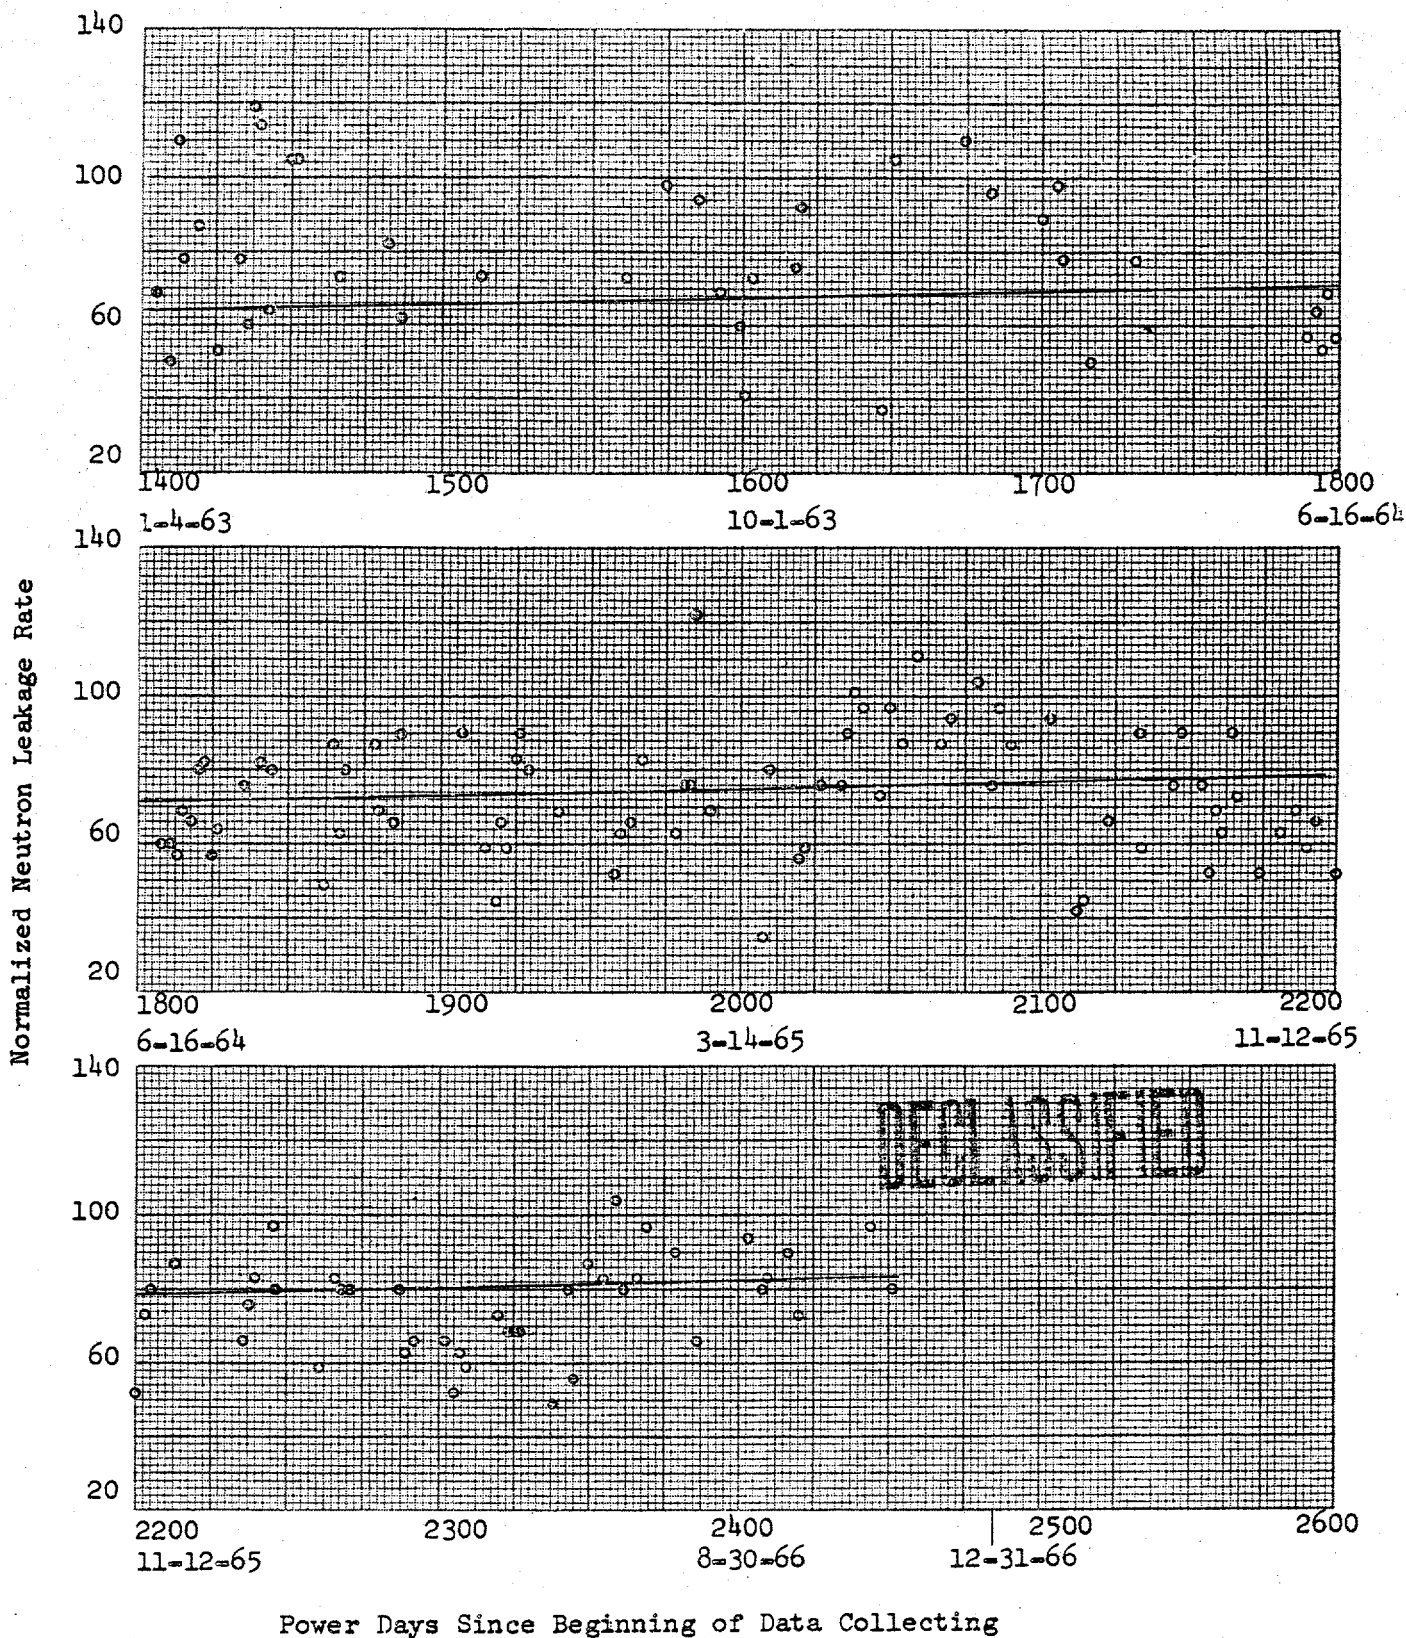 140
100
60
20
1400 1500 1600 1700 1800
1-4-63 10-1-63 6-16-64
140
100
60
20
1800 1900 2000 2100 2200
6-16-64 3-14-65 11-12-65
Normalized Neutron Leakage Rate
140
DECLASSIFIED
100
60
20
2200 2300 2400 2500 2600
11-12-65 8-30-66 12-31-66
Power Days Since Beginning of Data Collecting